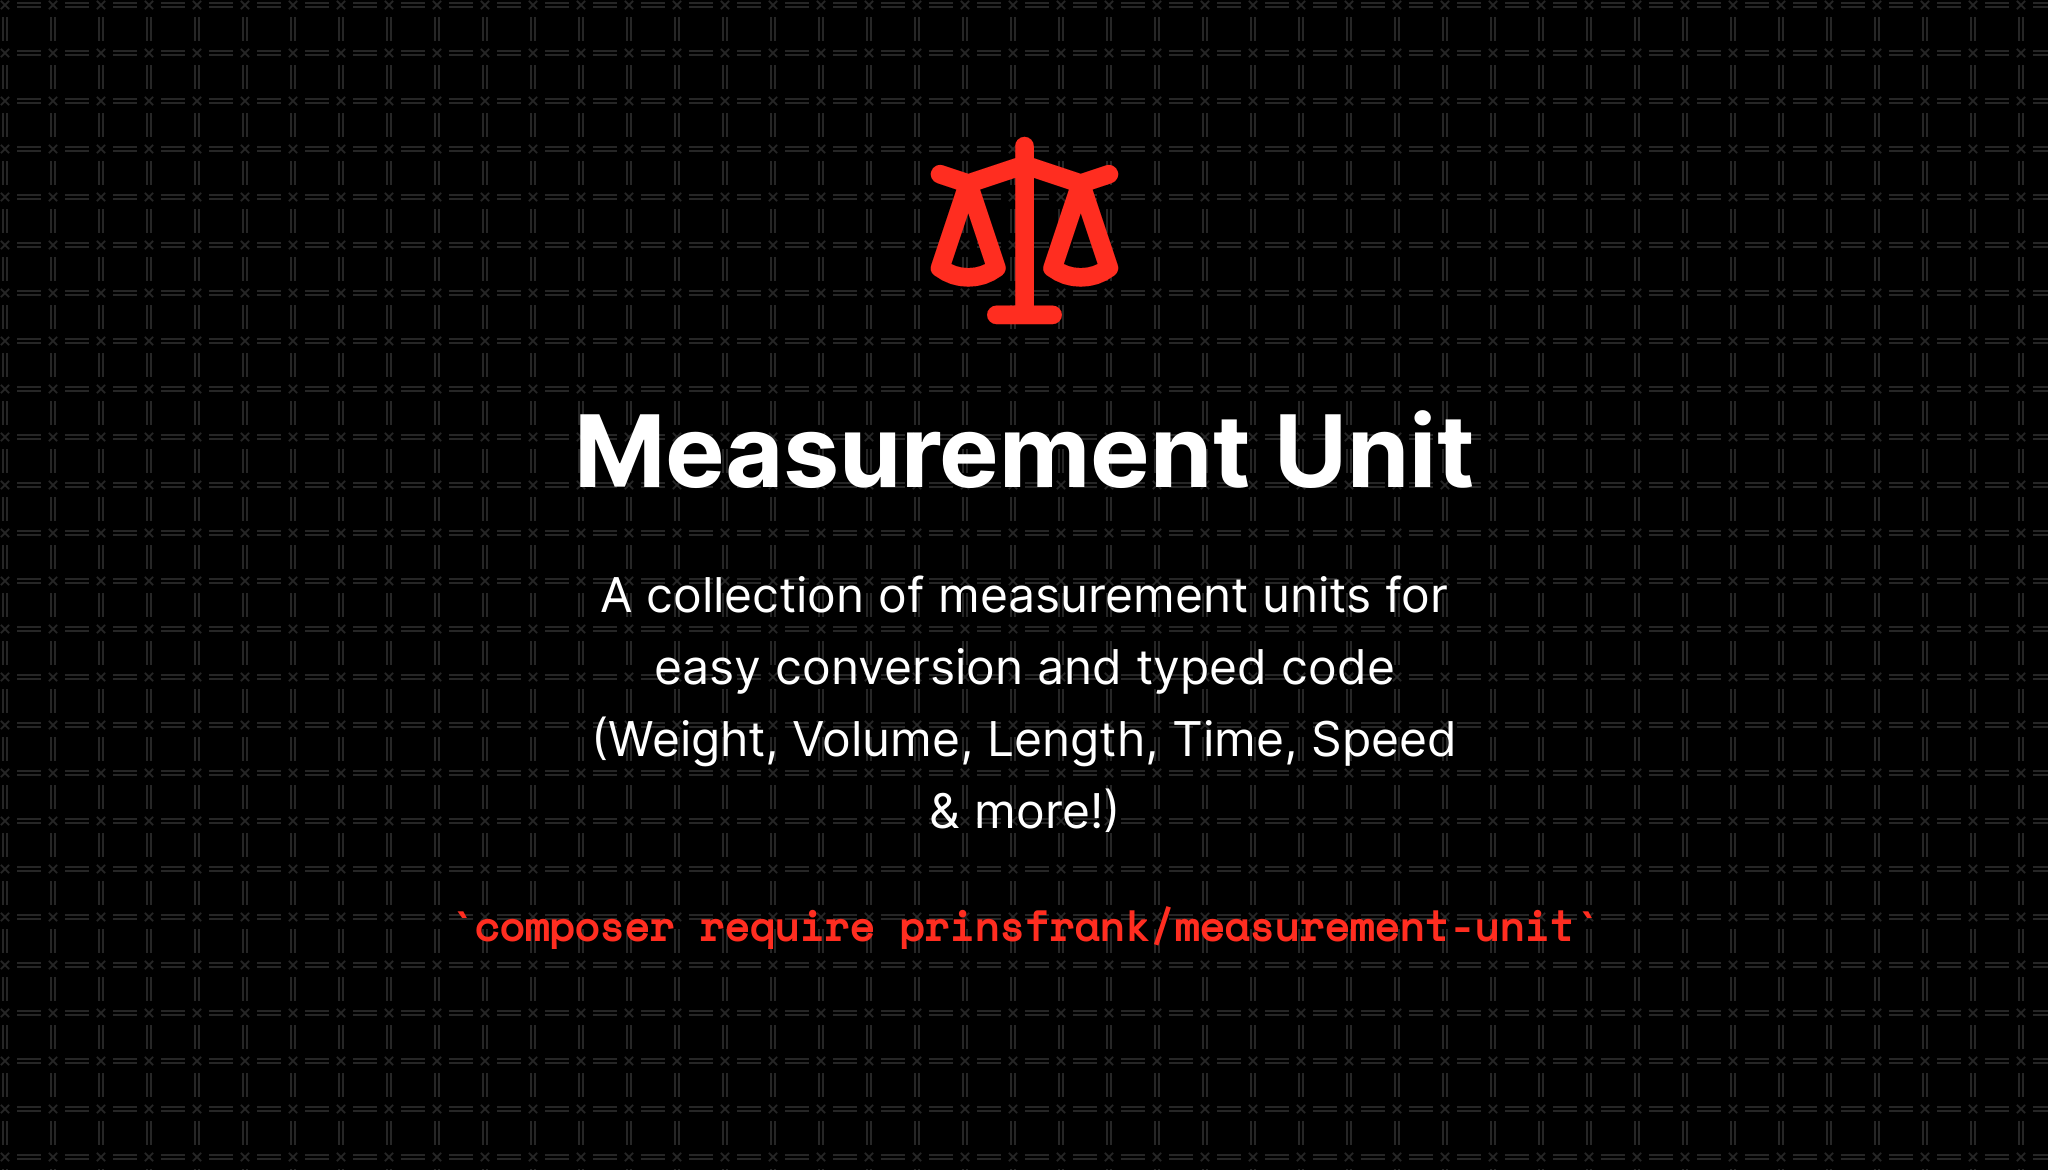 Measurement Unit
A collection of measurement units for
easy conversion and typed code
(Weight, Volume, Length, Time, Speed
& more!)
`composer require prinsfrank/measurement-unit`